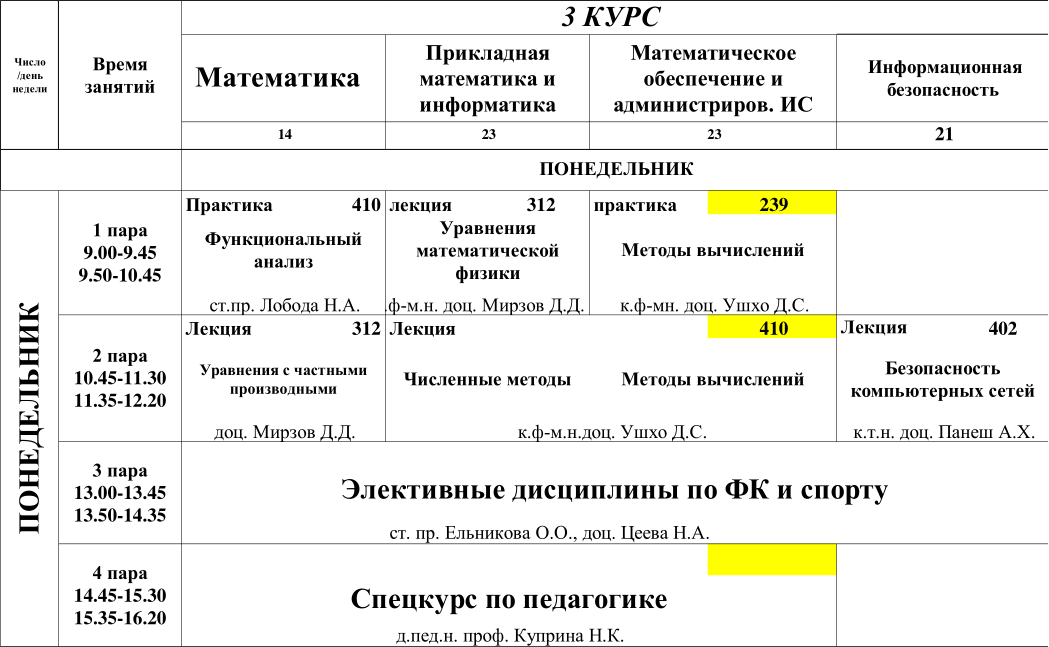 3 КУРС
Число
/день
недели
Время
занятий
Математика
Прикладная
математика и
информатика
Математическое
обеспечение и
администриров. ИС
Информационная
безопасность
14
23
23
21
ПОНЕДЕЛЬНИК
ПОНЕДЕЛЬНИК
1 пара
9.00-9.45
9.50-10.45
Практика 410
Функциональный
анализ
ст.пр. Лобода Н.А.
лекция 312
Уравнения
математической
физики
.ф-м.н. доц. Мирзов Д.Д.
практика 239
Методы вычислений
к.ф-мн. доц. Ушхо Д.С.
2 пара
10.45-11.30
11.35-12.20
Лекция 312
Уравнения с частными
производными
доц. Мирзов Д.Д.
Лекция 410
Численные методы Методы вычислений
к.ф-м.н.доц. Ушхо Д.С.
Лекция 402
Безопасность
компьютерных сетей
к.т.н. доц. Панеш А.Х.
3 пара
13.00-13.45
13.50-14.35
Элективные дисциплины по ФК и спорту
ст. пр. Ельникова О.О., доц. Цеева Н.А.
4 пара
14.45-15.30
15.35-16.20
Спецкурс по педагогике
д.пед.н. проф. Куприна Н.К.